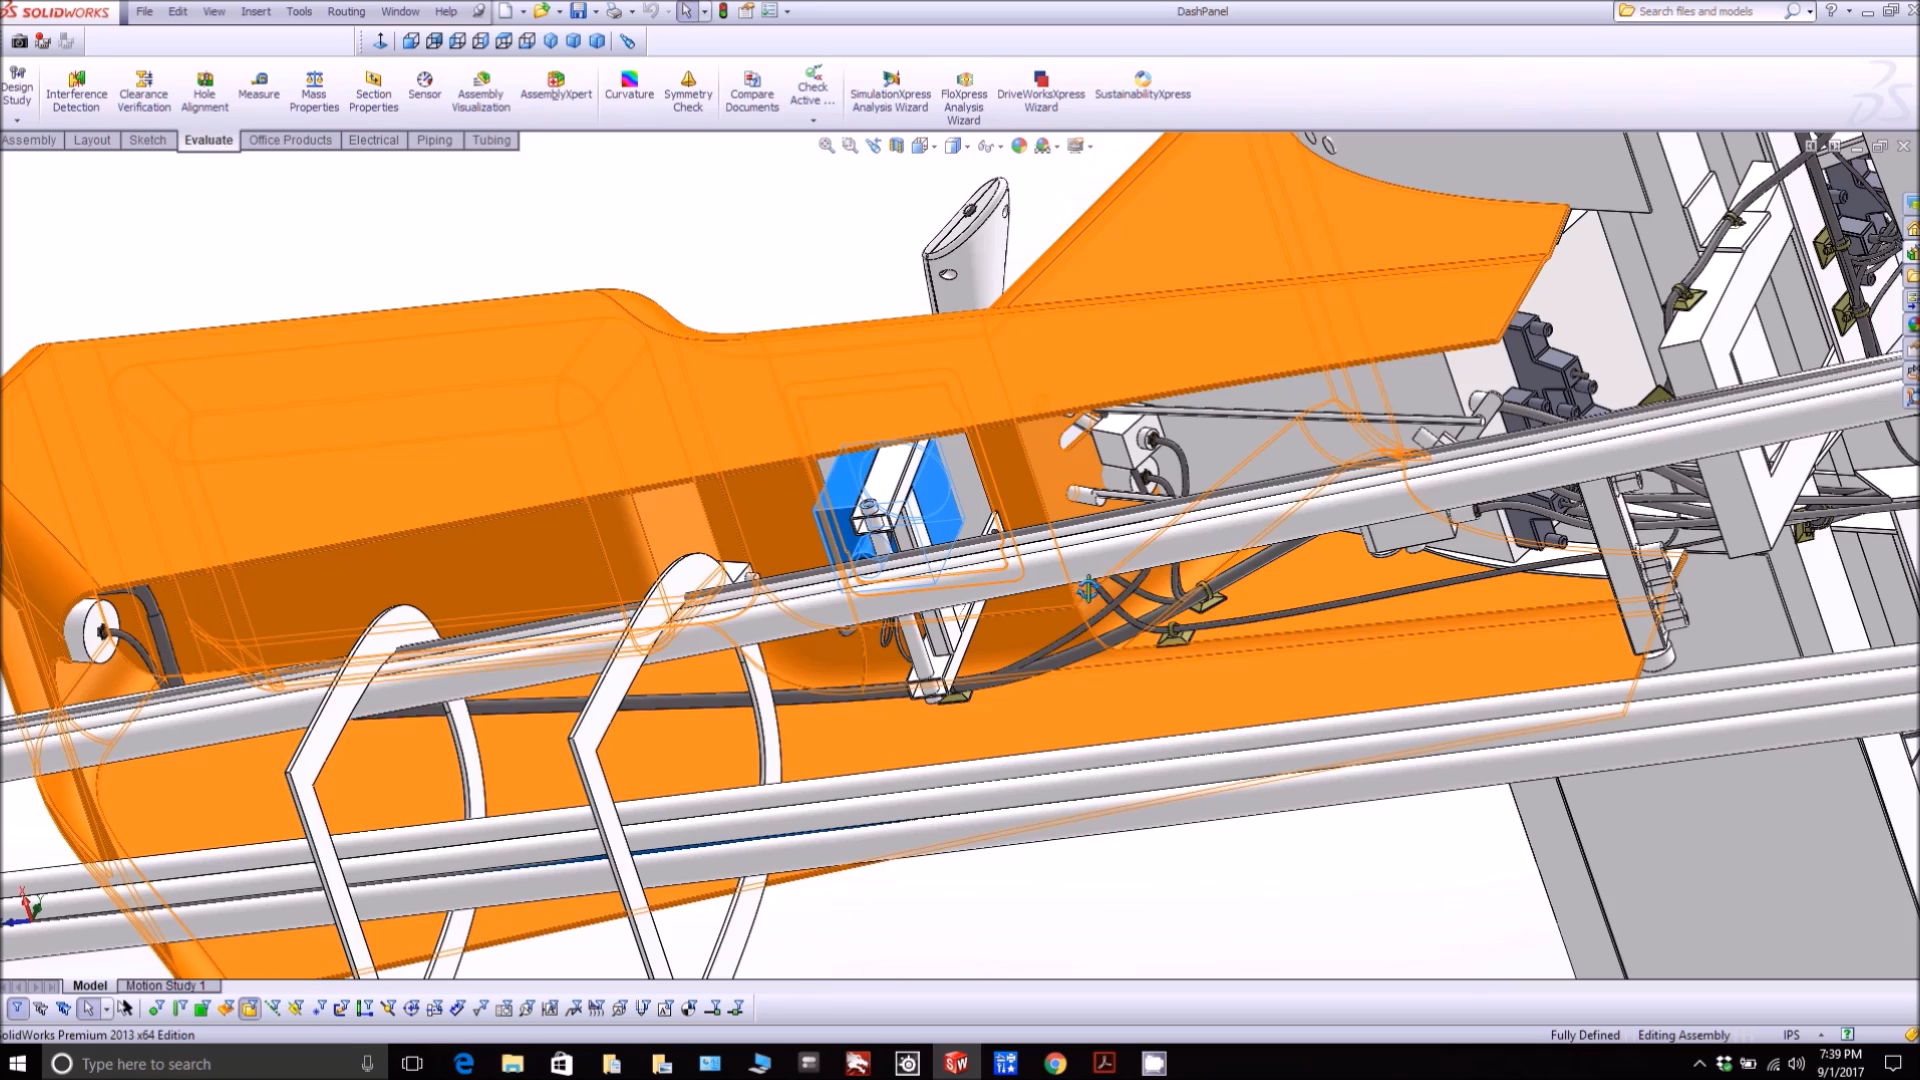 SOLIDWORKS File Edit View Insert Tools Routing Window Help DashPanel Search files and models
Design Study
Interference Detection
Clearance Verification
Hole Alignment
Measure
Mass Properties
Section Properties
Sensor
Assembly Visualization
AssemblyXpert
Curvature
Symmetry Check
Compare Documents
Check Active ...
SimulationXpress Analysis Wizard
FloXpress Analysis Wizard
DriveWorksXpress Wizard
SustainabilityXpress
Assembly Layout Sketch Evaluate Office Products Electrical Piping Tubing
X
Model Motion Study 1
olidWorks Premium 2013 x64 Edition Fully Defined Editing Assembly IPS
Type here to search
SW
7:39 PM
9/1/2017